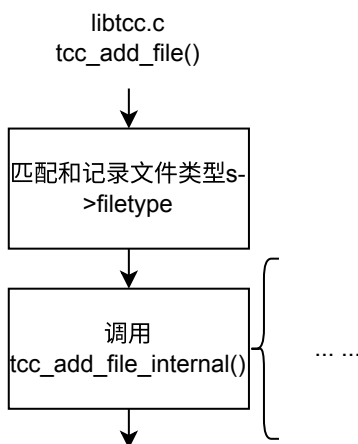 libtcc.c
tcc_add_file()
匹配和记录文件类型s-
>filetype
调用
tcc_add_file_internal()
... ...